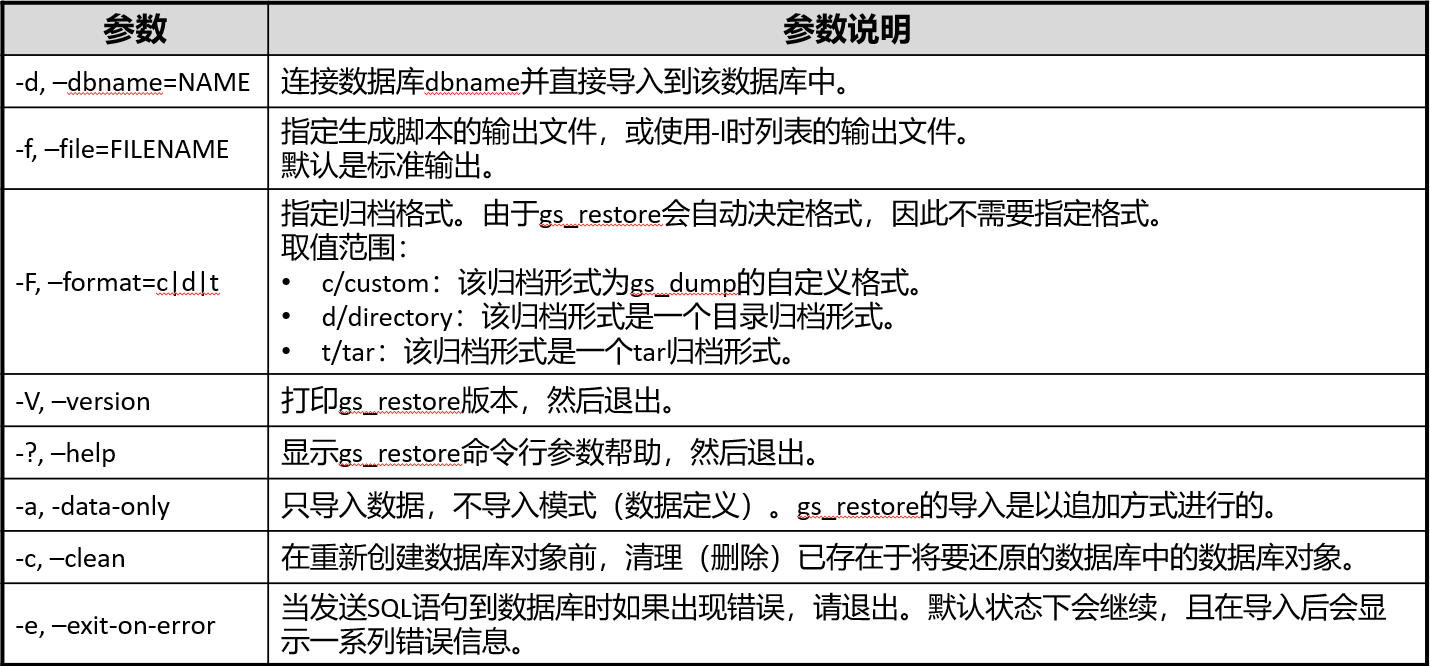 参数
参数说明
-d, –dbname=NAME
连接数据库dbname并直接导入到该数据库中。
-f, –file=FILENAME
指定生成脚本的输出文件，或使用-l时列表的输出文件。
默认是标准输出。
-F, –format=c|d|t
指定归档格式。由于gs_restore会自动决定格式，因此不需要指定格式。
取值范围：
• c/custom：该归档形式为gs_dump的自定义格式。
• d/directory：该归档形式是一个目录归档形式。
• t/tar：该归档形式是一个tar归档形式。
-V, –version
打印gs_restore版本，然后退出。
-?, –help
显示gs_restore命令行参数帮助，然后退出。
-a, -data-only
只导入数据，不导入模式（数据定义）。gs_restore的导入是以追加方式进行的。
-c, –clean
在重新创建数据库对象前，清理（删除）已存在于将要还原的数据库中的数据库对象。
-e, –exit-on-error
当发送SQL语句到数据库时如果出现错误，请退出。默认状态下会继续，且在导入后会显
示一系列错误信息。